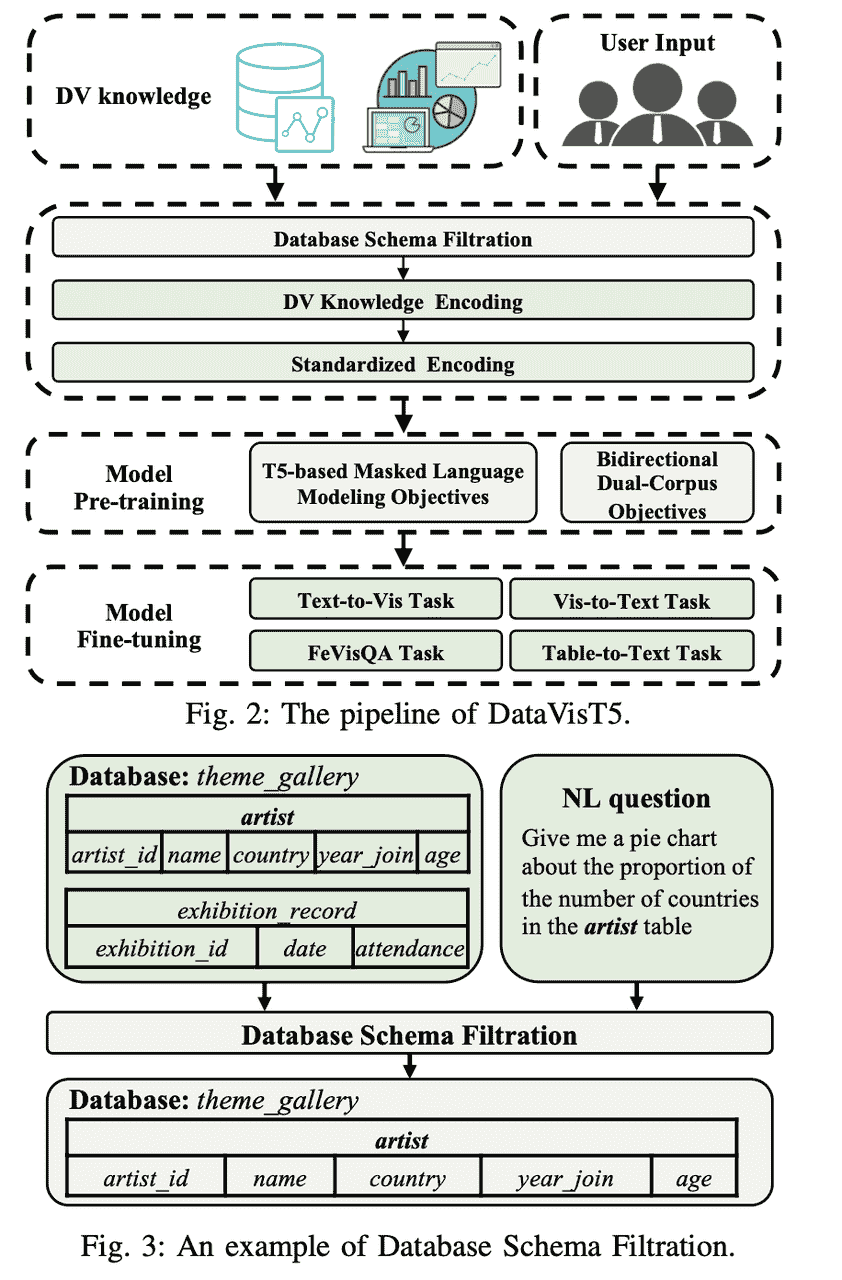 DV knowledge
User Input
Database Schema Filtration
DV Knowledge Encoding
Standardized Encoding
Model
Pre-training
T5-based Masked Language
Modeling Objectives
Bidirectional
Dual-Corpus
Objectives
Model
Fine-tuning
Text-to-Vis Task
Vis-to-Text Task
FeVisQA Task
Table-to-Text Task
Fig. 2: The pipeline of DataVisT5.
Database: theme_gallery
artist
artist_id name country year_join age
exhibition_record
exhibition_id date attendance
NL question
Give me a pie chart
about the proportion of
the number of countries
in the artist table
Database Schema Filtration
Database: theme_gallery
artist
artist_id name country year_join age
Fig. 3: An example of Database Schema Filtration.